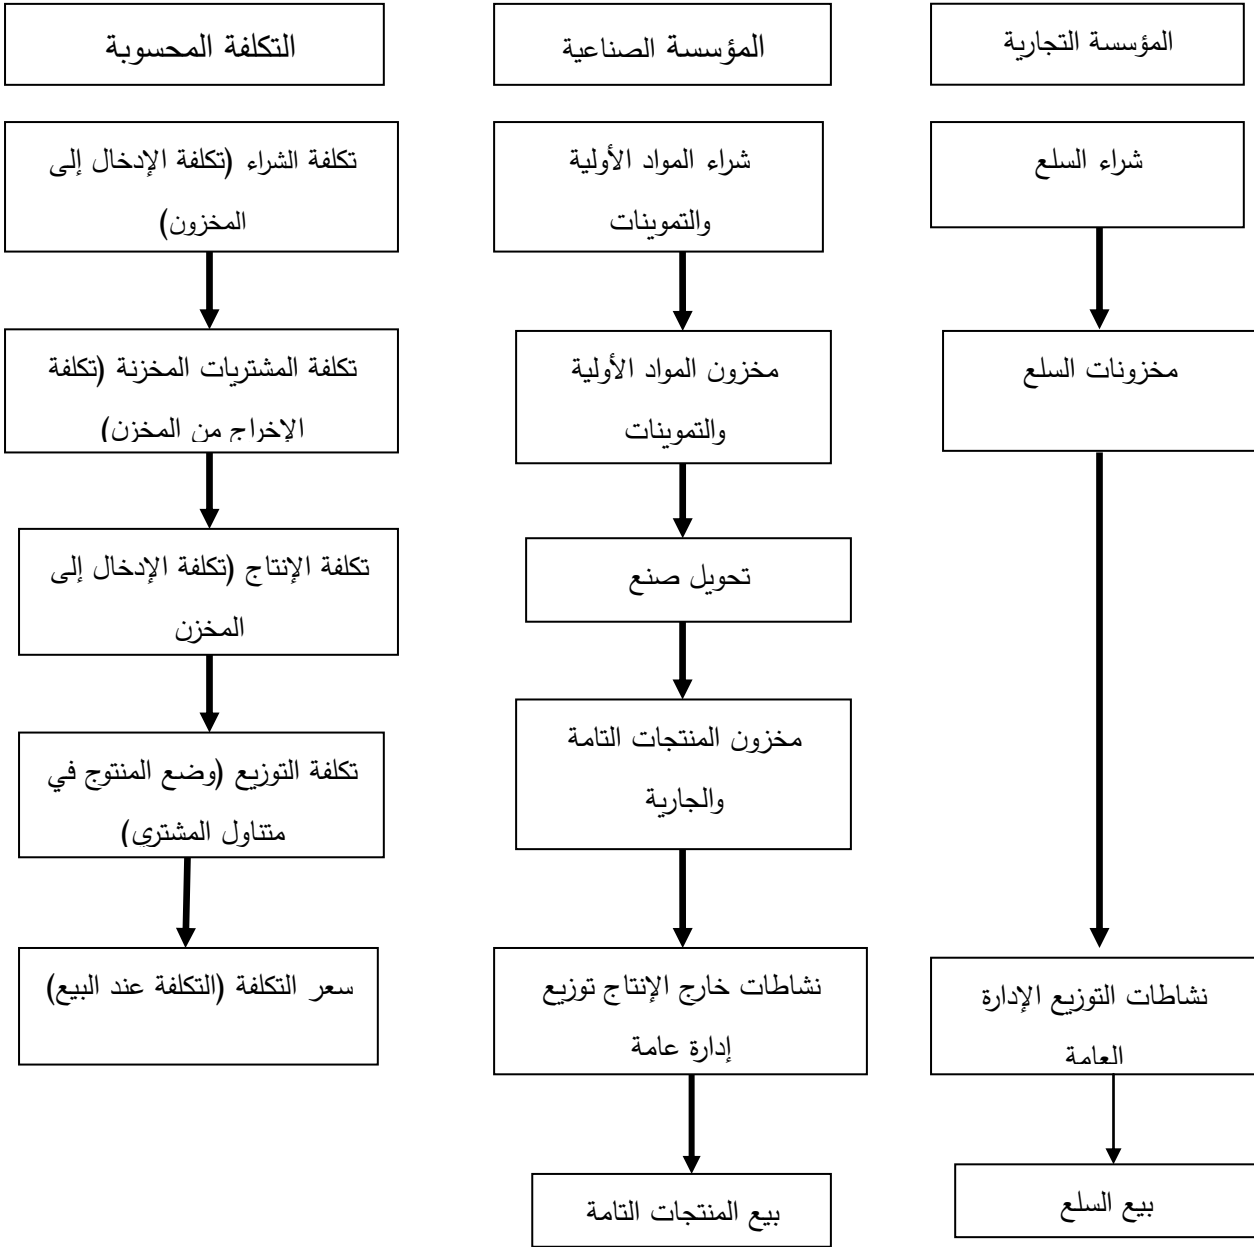 المؤسسة التجارية
المؤسسة الصناعية
التكلفة المحسوبة
شراء السلع
شراء المواد الأولية
والتموينات
تكلفة الشراء (تكلفة الإدخال إلى
المخزون)
مخزونات السلع
مخزون المواد الأولية
والتموينات
تكلفة المشتريات المخزنة (تكلفة
الإخراج من المخزن)
تحويل صنع
تكلفة الإنتاج (تكلفة الإدخال إلى
المخزن
مخزون المنتجات التامة
والجارية
تكلفة التوزيع (وضع المنتوج في
متناول المشتري)
نشاطات التوزيع الإدارة
العامة
نشاطات خارج الإنتاج توزيع
إدارة عامة
سعر التكلفة (التكلفة عند البيع)
بيع السلع
بيع المنتجات التامة